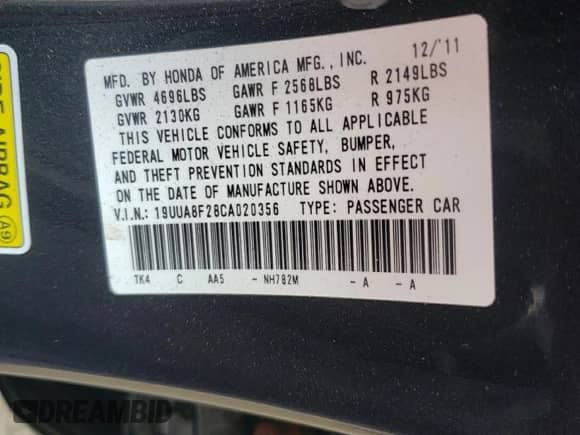 12/'11
MFD. BY HONDA OF AMERICA MFG., INC.
GVWR 4696LBS GAWR F 2568LBS R 2149LBS
GVWR 2130KG GAWR F 1165KG R 975KG
THIS VEHICLE CONFORMS TO ALL APPLICABLE
FEDERAL MOTOR VEHICLE SAFETY, BUMPER,
AND THEFT PREVENTION STANDARDS IN EFFECT
ON THE DATE OF MANUFACTURE SHOWN ABOVE.
V.I.N.: 19UUA8F28CA020356 TYPE: PASSENGER CAR
TK4 C AA5 - NH782M - A - A
AIRBAG A9
DREAMBID